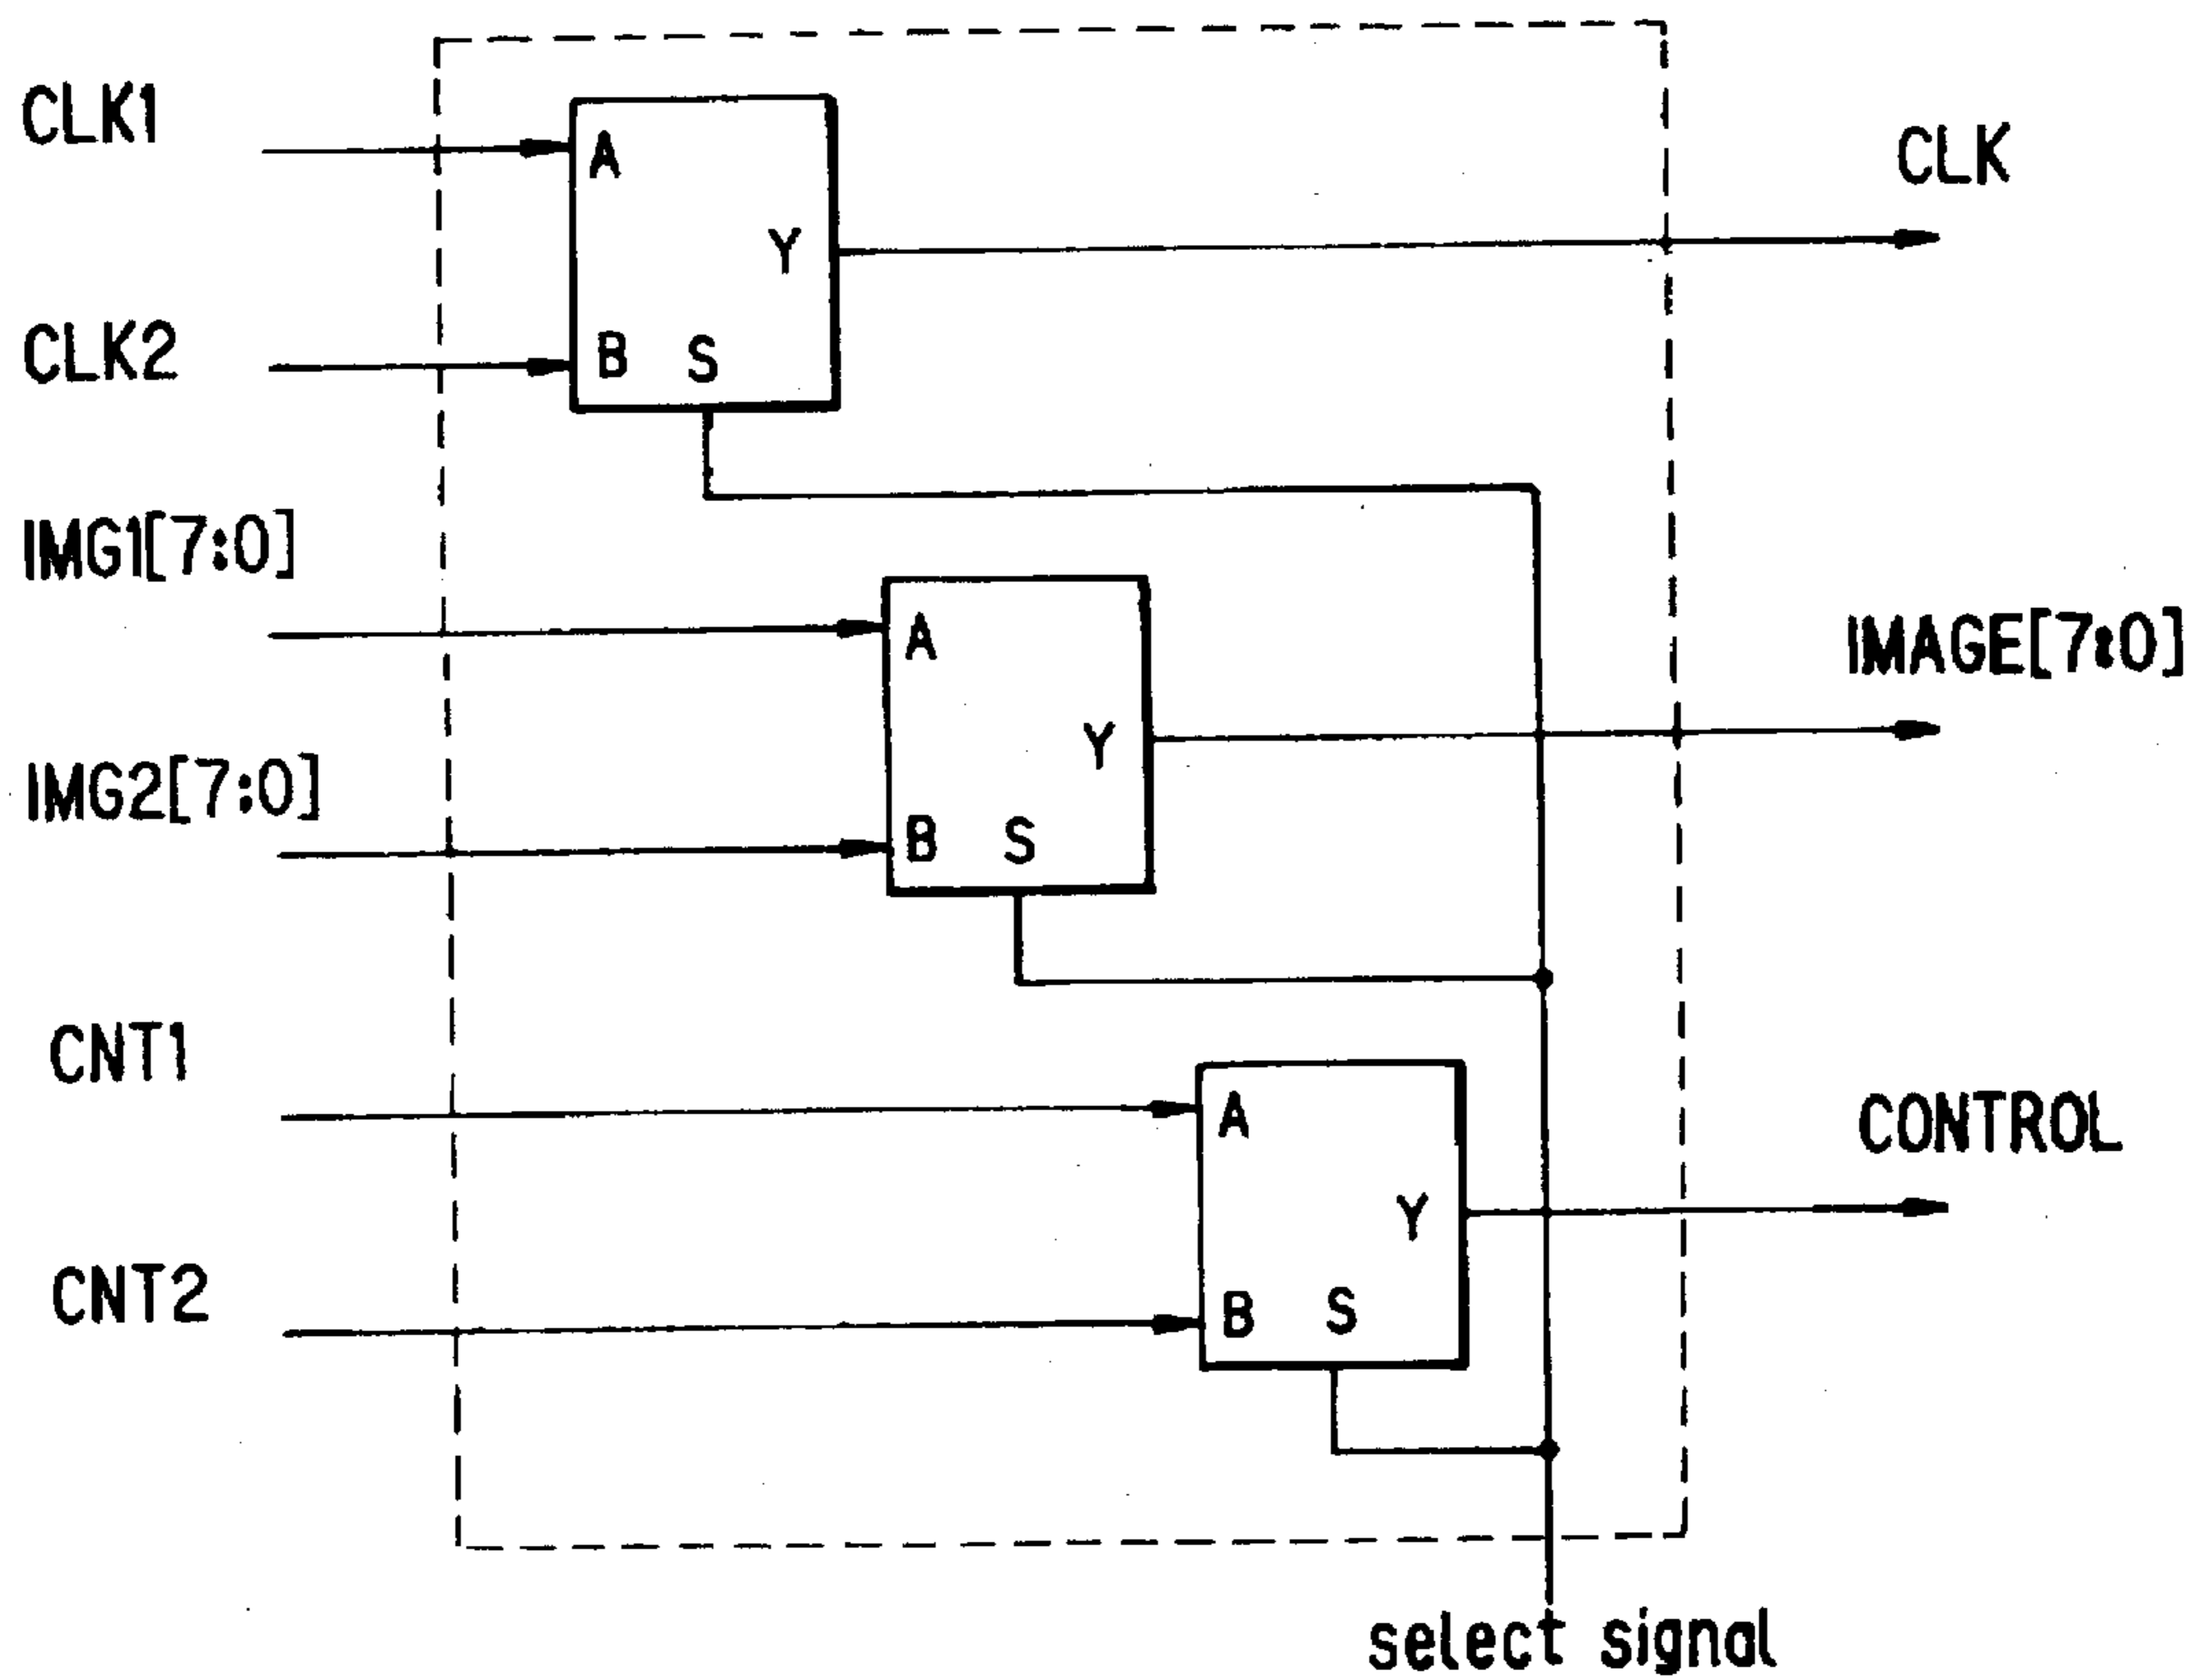 CLK1
A
CLK
Y
CLK2
B S
IMG1[7:0]
A
IMAGE[7:0]
Y
IMG2[7:0]
B S
CNT1
A
CONTROL
Y
CNT2
B S
select signal